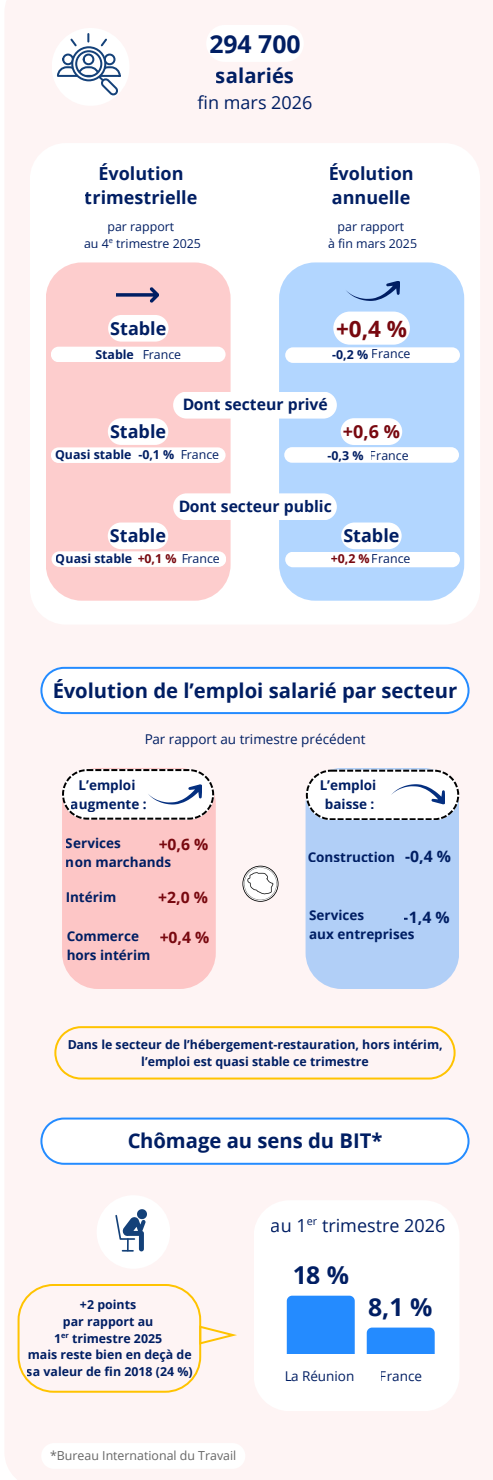 294 700
salariés
fin mars 2026
Évolution
trimestrielle
par rapport
au 4e trimestre 2025
Stable
Stable France
Évolution
annuelle
par rapport
à fin mars 2025
+0,4 %
-0,2 % France
Dont secteur privé
Stable
Quasi stable -0,1 % France
+0,6 %
-0,3 % France
Dont secteur public
Stable
Quasi stable +0,1 % France
Stable
+0,2 % France
Évolution de l’emploi salarié par secteur
Par rapport au trimestre précédent
L’emploi
augmente :
Services
non marchands
+0,6 %
Intérim
+2,0 %
Commerce
hors intérim
+0,4 %
L’emploi
baisse :
Construction -0,4 %
Services
aux entreprises
-1,4 %
Dans le secteur de l’hébergement-restauration, hors intérim,
l’emploi est quasi stable ce trimestre
Chômage au sens du BIT*
+2 points
par rapport au
1er trimestre 2025
mais reste bien en deçà de
sa valeur de fin 2018 (24 %)
au 1er trimestre 2026
18 %
8,1 %
La Réunion
France
*Bureau International du Travail